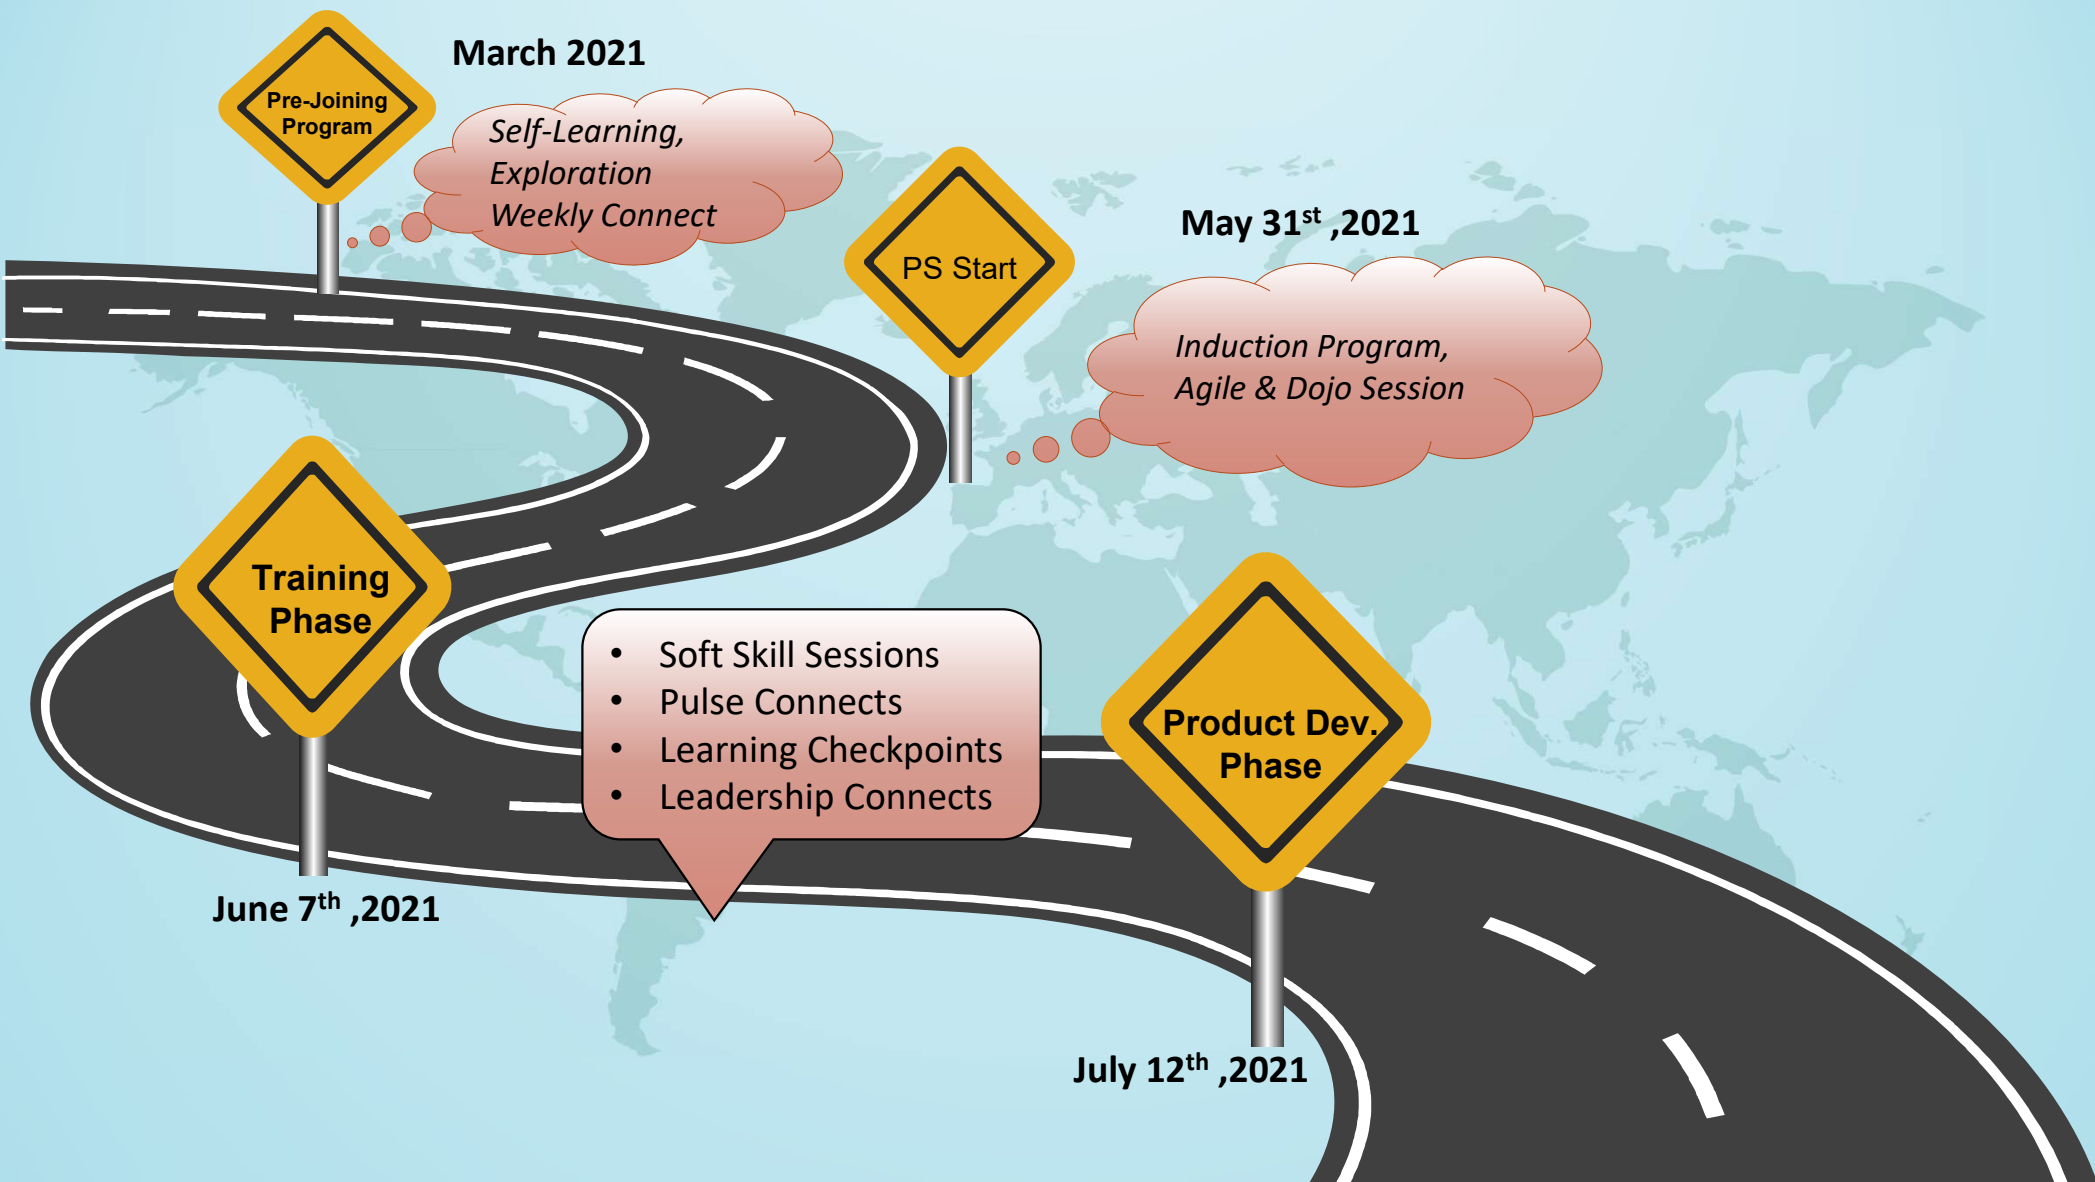 March 2021
Pre-Joining
Program
Self-Learning,
Exploration
Weekly Connect
May 31st ,2021
PS Start
Induction Program,
Agile & Dojo Session
Training
Phase
June 7th ,2021
• Soft Skill Sessions
• Pulse Connects
• Learning Checkpoints
• Leadership Connects
Product Dev.
Phase
July 12th ,2021